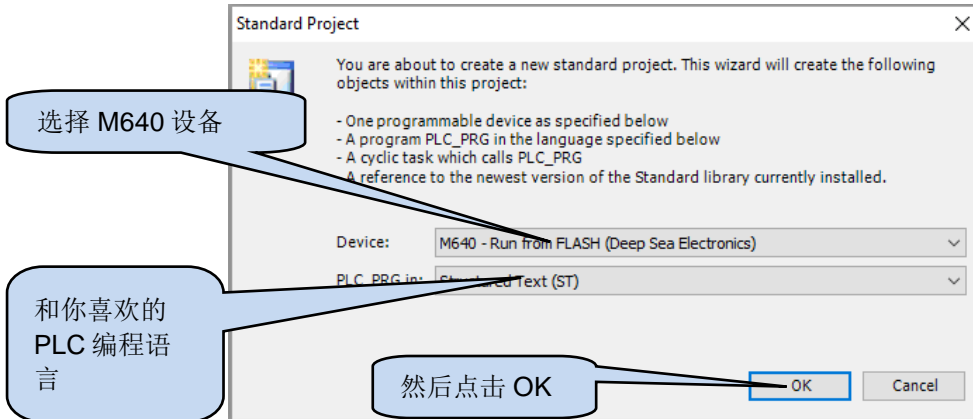 Standard Project
You are about to create a new standard project. This wizard will create the following
objects within this project:
选择 M640 设备
- One programmable device as specified below
- A program PLC_PRG in the language specified below
- A cyclic task which calls PLC_PRG
- A reference to the newest version of the Standard library currently installed.
Device:
M640 - Run from FLASH (Deep Sea Electronics)
PLC_PRG in:
Structured Text (ST)
和你喜欢的
PLC 编程语
言
然后点击 OK
OK
Cancel